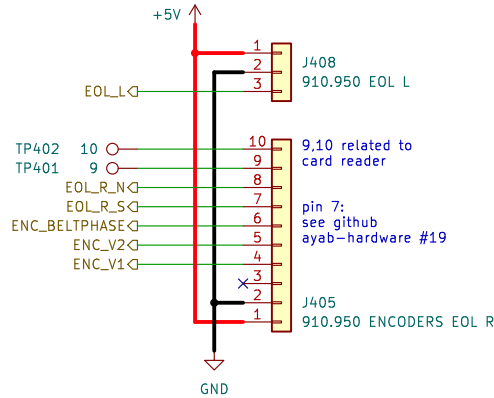 +5V
1
J408
2
910.950 EOL L
EOL_L
3
TP402 10
10
9,10 related to
card reader
TP401 9
9
EOL_R_N
8
EOL_R_S
7
pin 7:
see github
ayab-hardware #19
ENC_BELTPHASE
6
ENC_V2
5
ENC_V1
4
3
2
J405
1
910.950 ENCODERS EOL R
GND